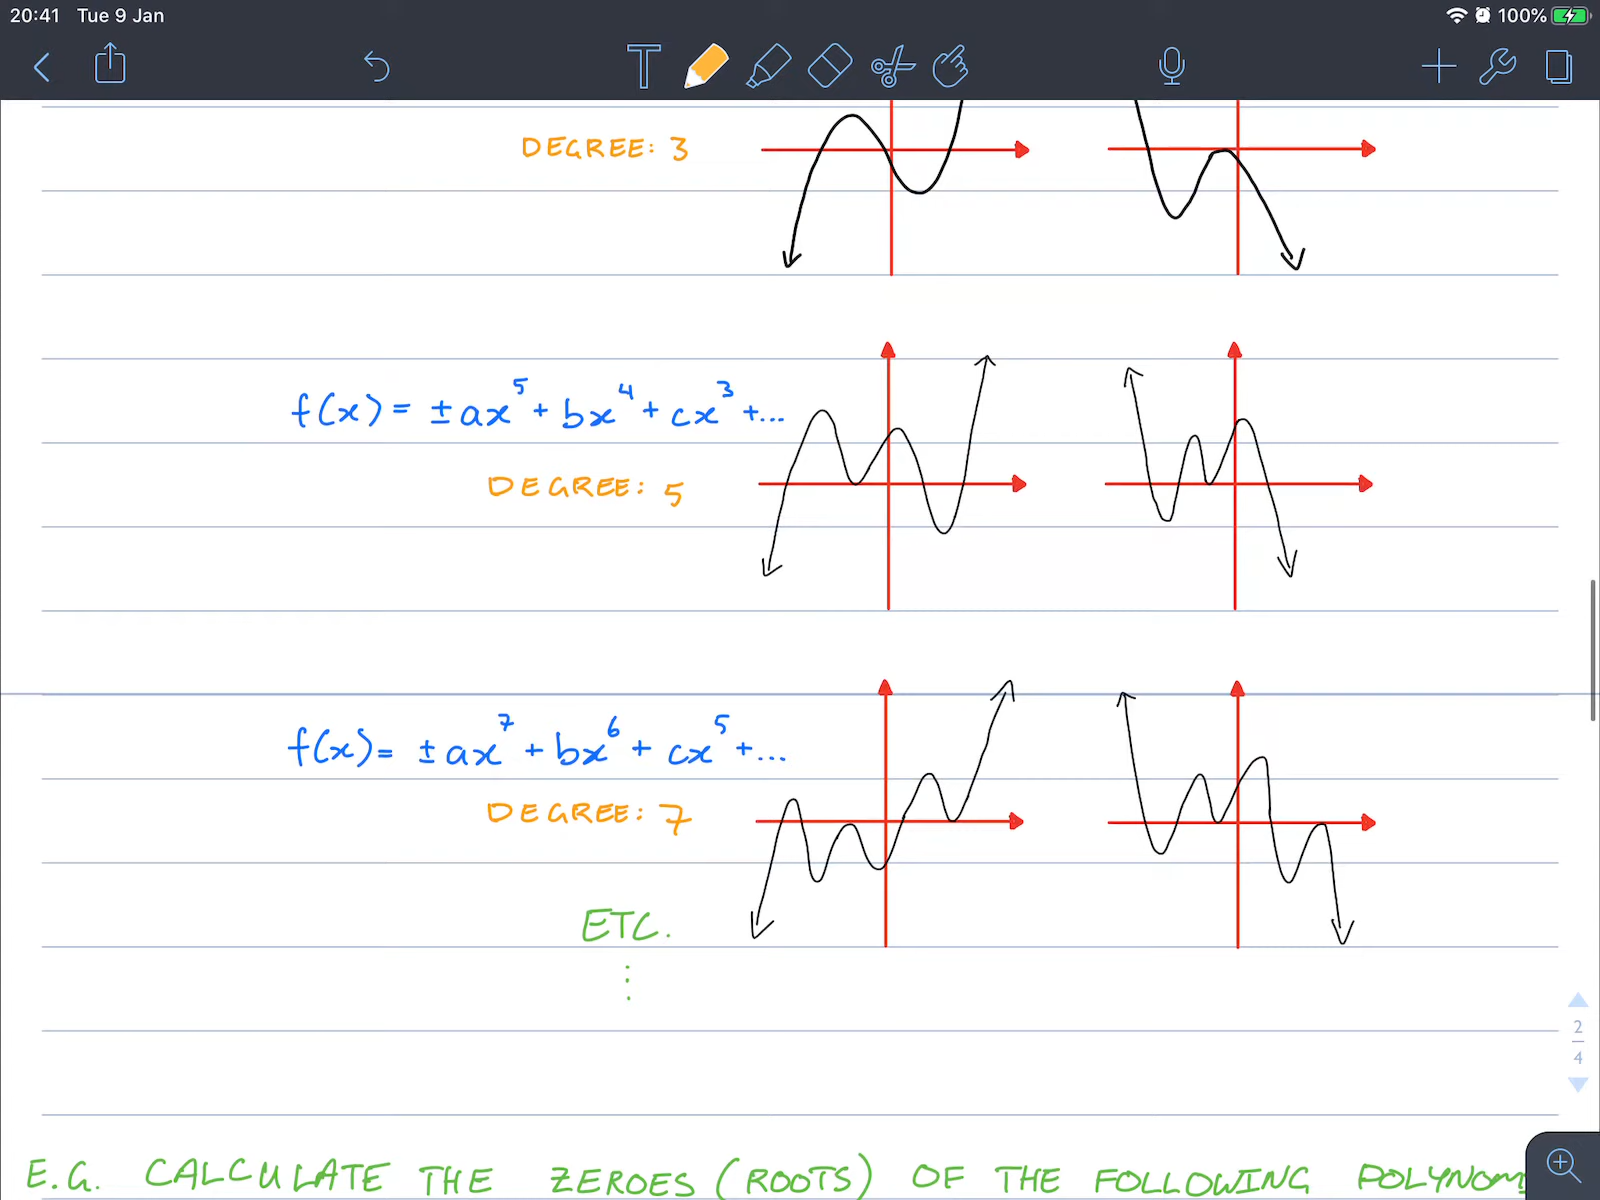 20:41 Tue 9 Jan 100%
T
DEGREE: 3
f(x) = ±ax⁵ + bx⁴ + cx³ +...
DEGREE: 5
f(x) = ±ax⁷ + bx⁶ + cx⁵ +...
DEGREE: 7
ETC.
⋮
2
4
E.G. CALCULATE THE ZEROES (ROOTS) OF THE FOLLOWING POLYNOM